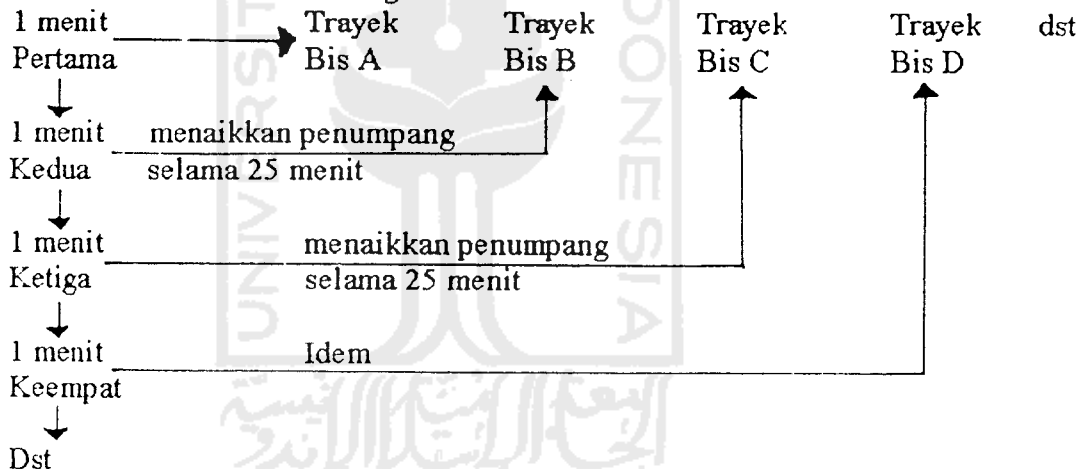 1 menit Trayek Trayek Trayek Trayek dst
Pertama Bis A Bis B Bis C Bis D
1 menit menaikkan penumpang
Kedua selama 25 menit
1 menit menaikkan penumpang
Ketiga selama 25 menit
1 menit Idem
Keempat
Dst